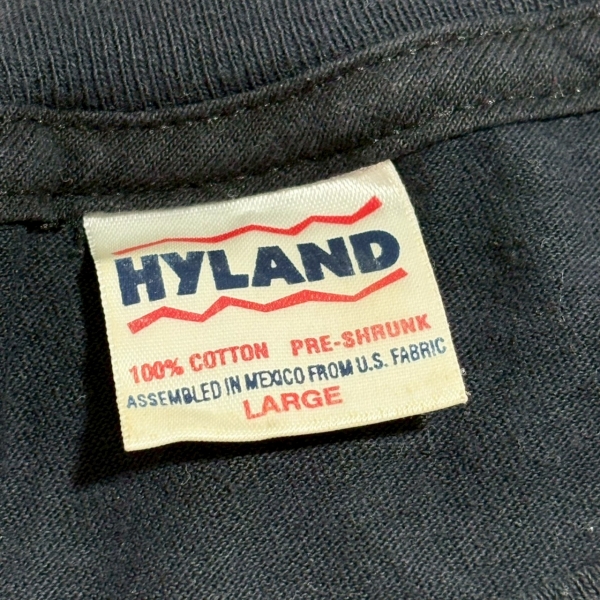 HYLAND
100% COTTON PRE-SHRUNK
ASSEMBLED IN MEXICO FROM U.S. FABRIC
LARGE